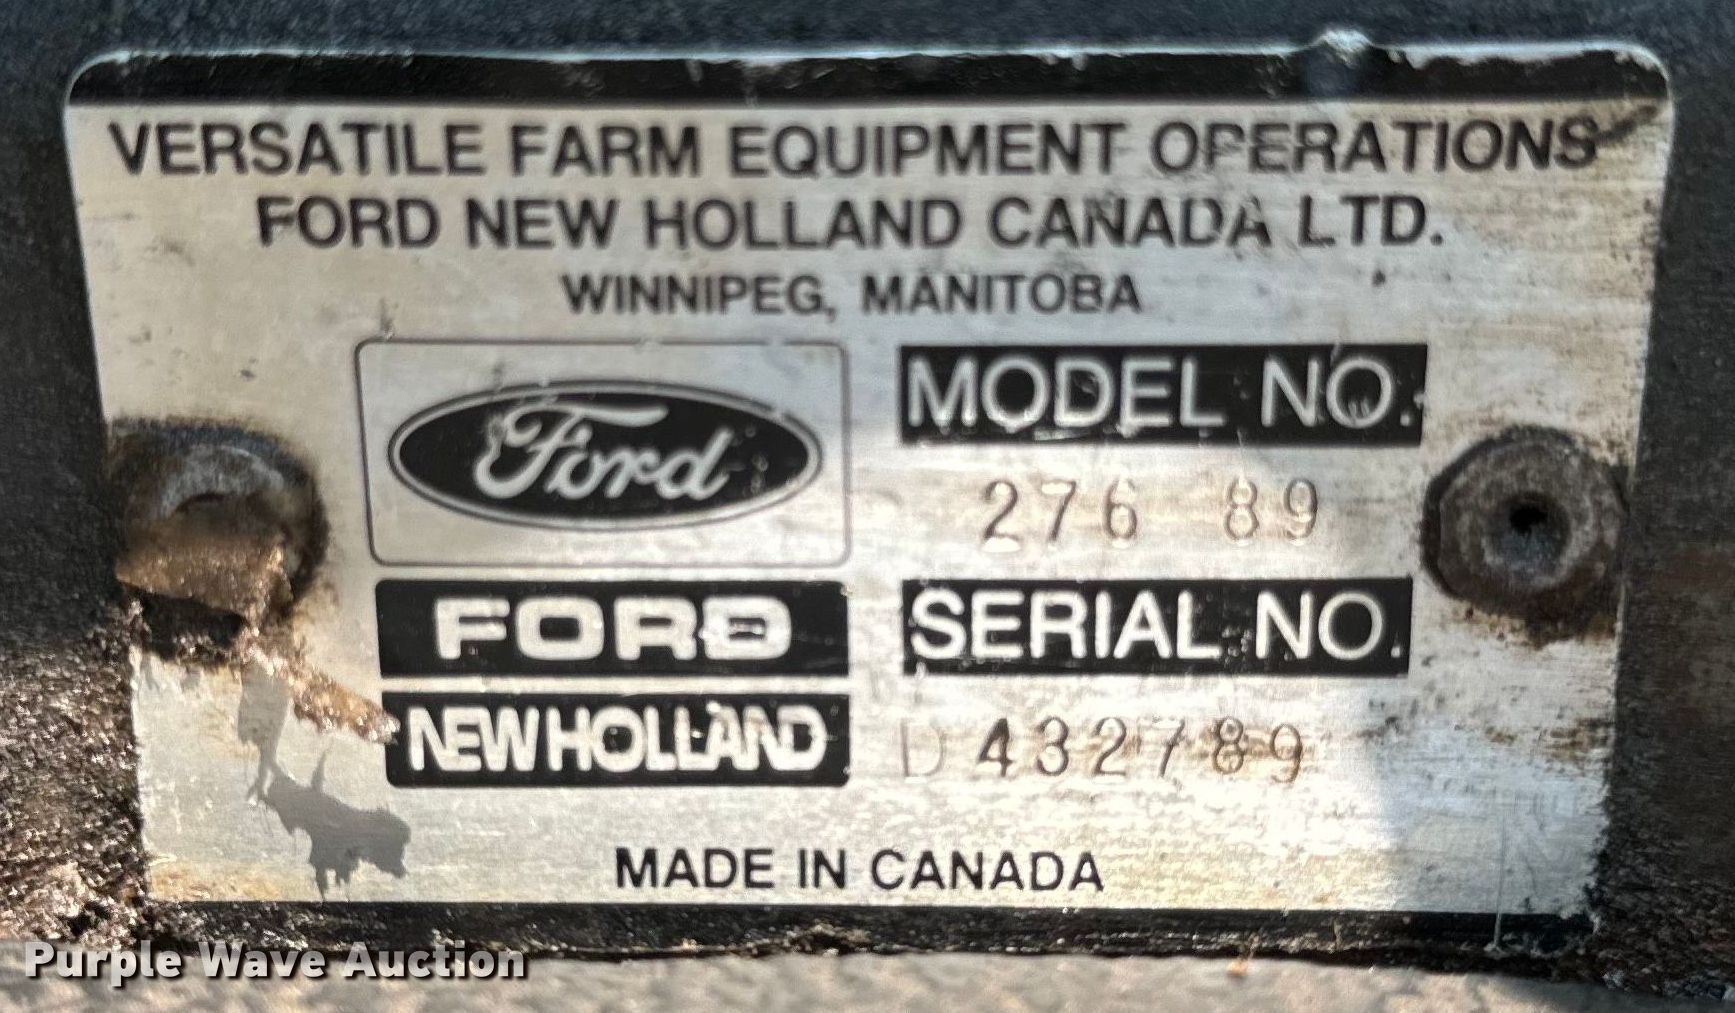 VERSATILE FARM EQUIPMENT OPERATIONS
FORD NEW HOLLAND CANADA LTD.
WINNIPEG, MANITOBA
Ford
MODEL NO.
276 89
FORD
SERIAL NO.
NEW HOLLAND
D 432789
MADE IN CANADA
Purple Wave Auction